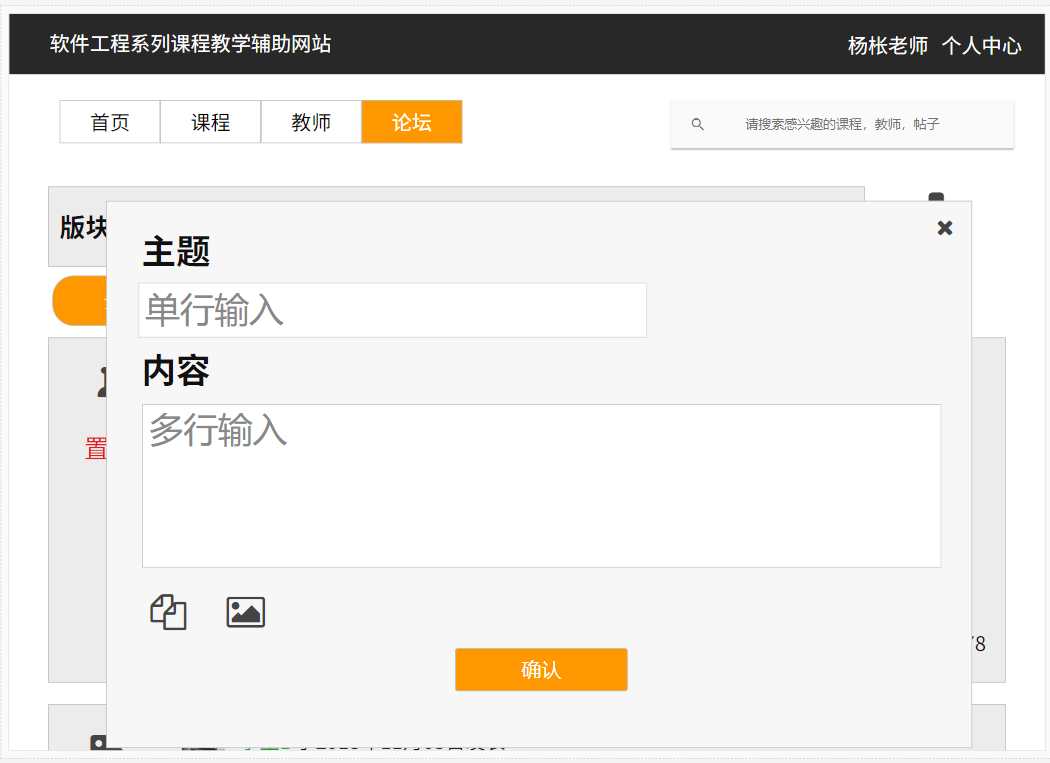 软件工程系列课程教学辅助网站
杨枨老师 个人中心
首页 课程 教师 论坛
请搜索感兴趣的课程，教师，帖子
版块
主题
单行输入
内容
置
多行输入
8
确认